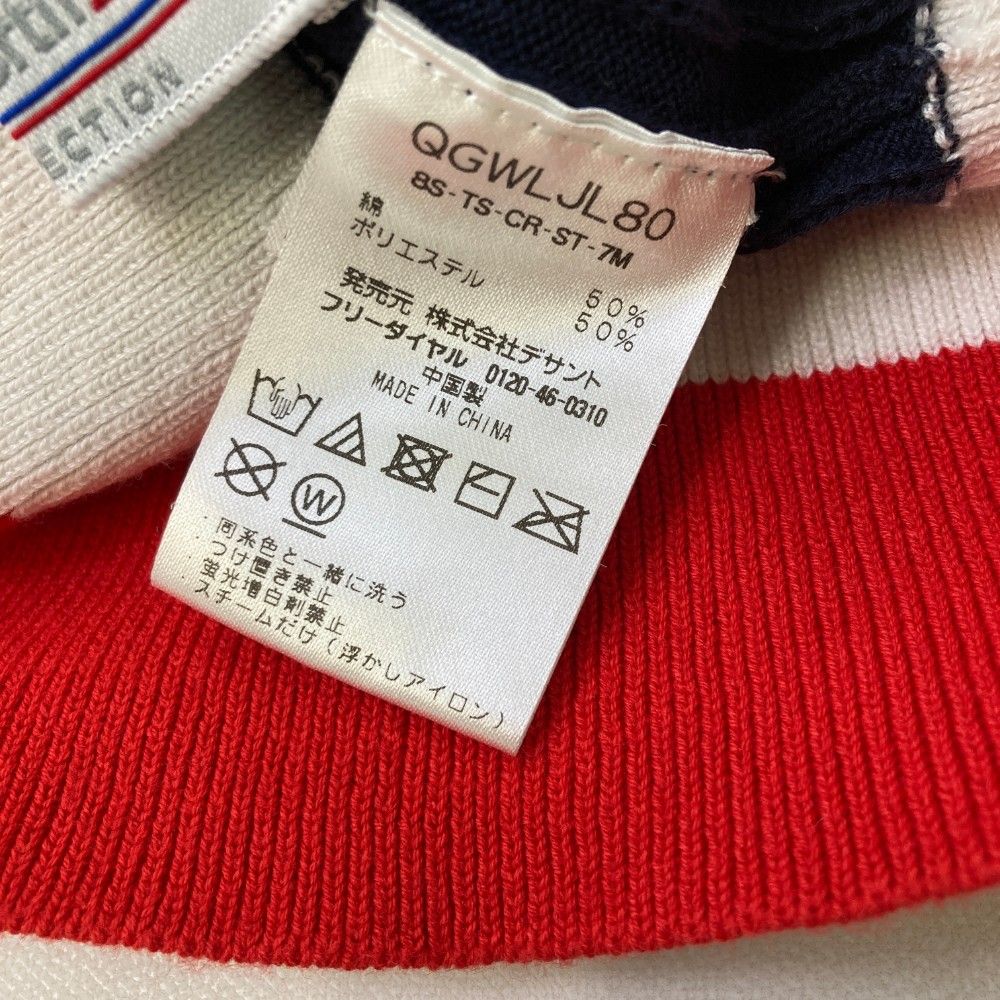 ECTION
QGWLJL80
8S-TS-CR-ST-7M
綿 50%
ポリエステル 50%
発売元 株式会社デサント
フリーダイヤル 0120-46-0310
中国製
MADE IN CHINA
W
同系色と一緒に洗う
つけ置き禁止
蛍光増白剤禁止
スチームだけ(浮かしアイロン)